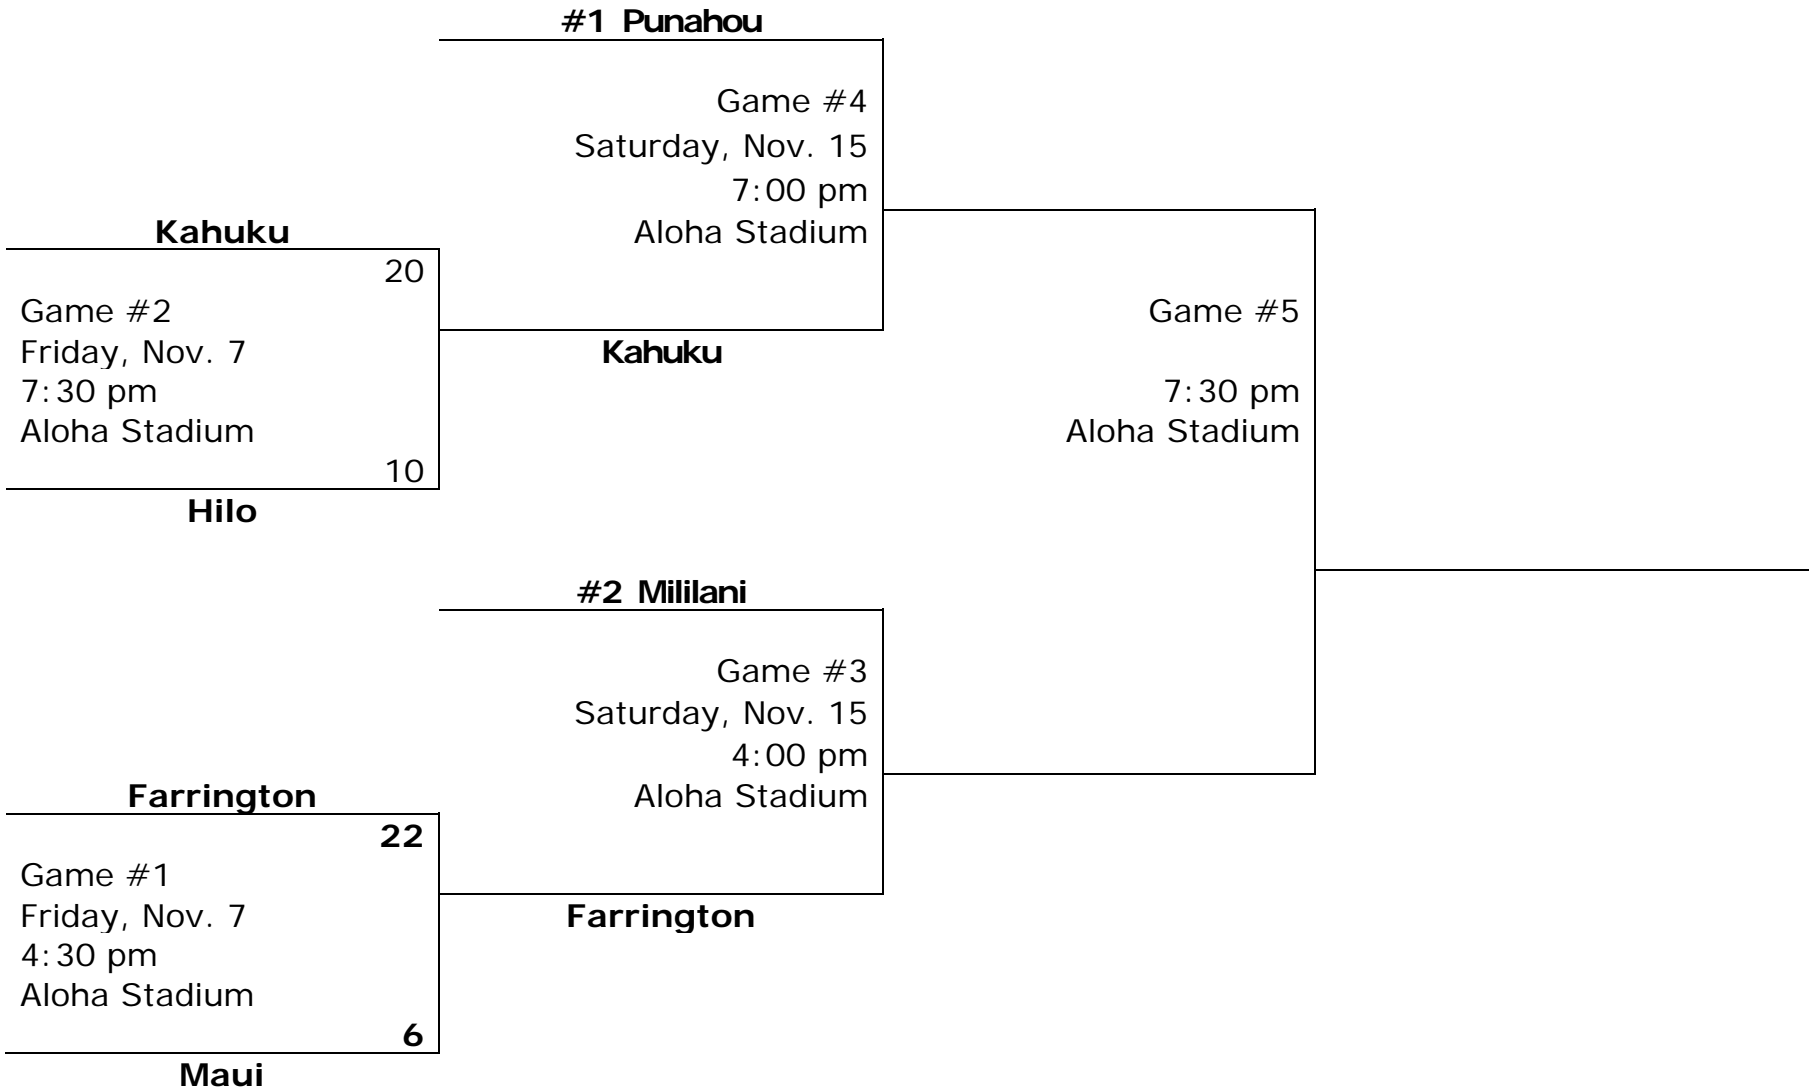 #1 Punahou
Game #4
Saturday, Nov. 15
7:00 pm
Aloha Stadium
Kahuku
20
Game #2
Friday, Nov. 7
7:30 pm
Aloha Stadium
10
Hilo
Kahuku
Game #5
7:30 pm
Aloha Stadium
#2 Mililani
Game #3
Saturday, Nov. 15
4:00 pm
Aloha Stadium
Farrington
22
Game #1
Friday, Nov. 7
4:30 pm
Aloha Stadium
6
Maui
Farrington